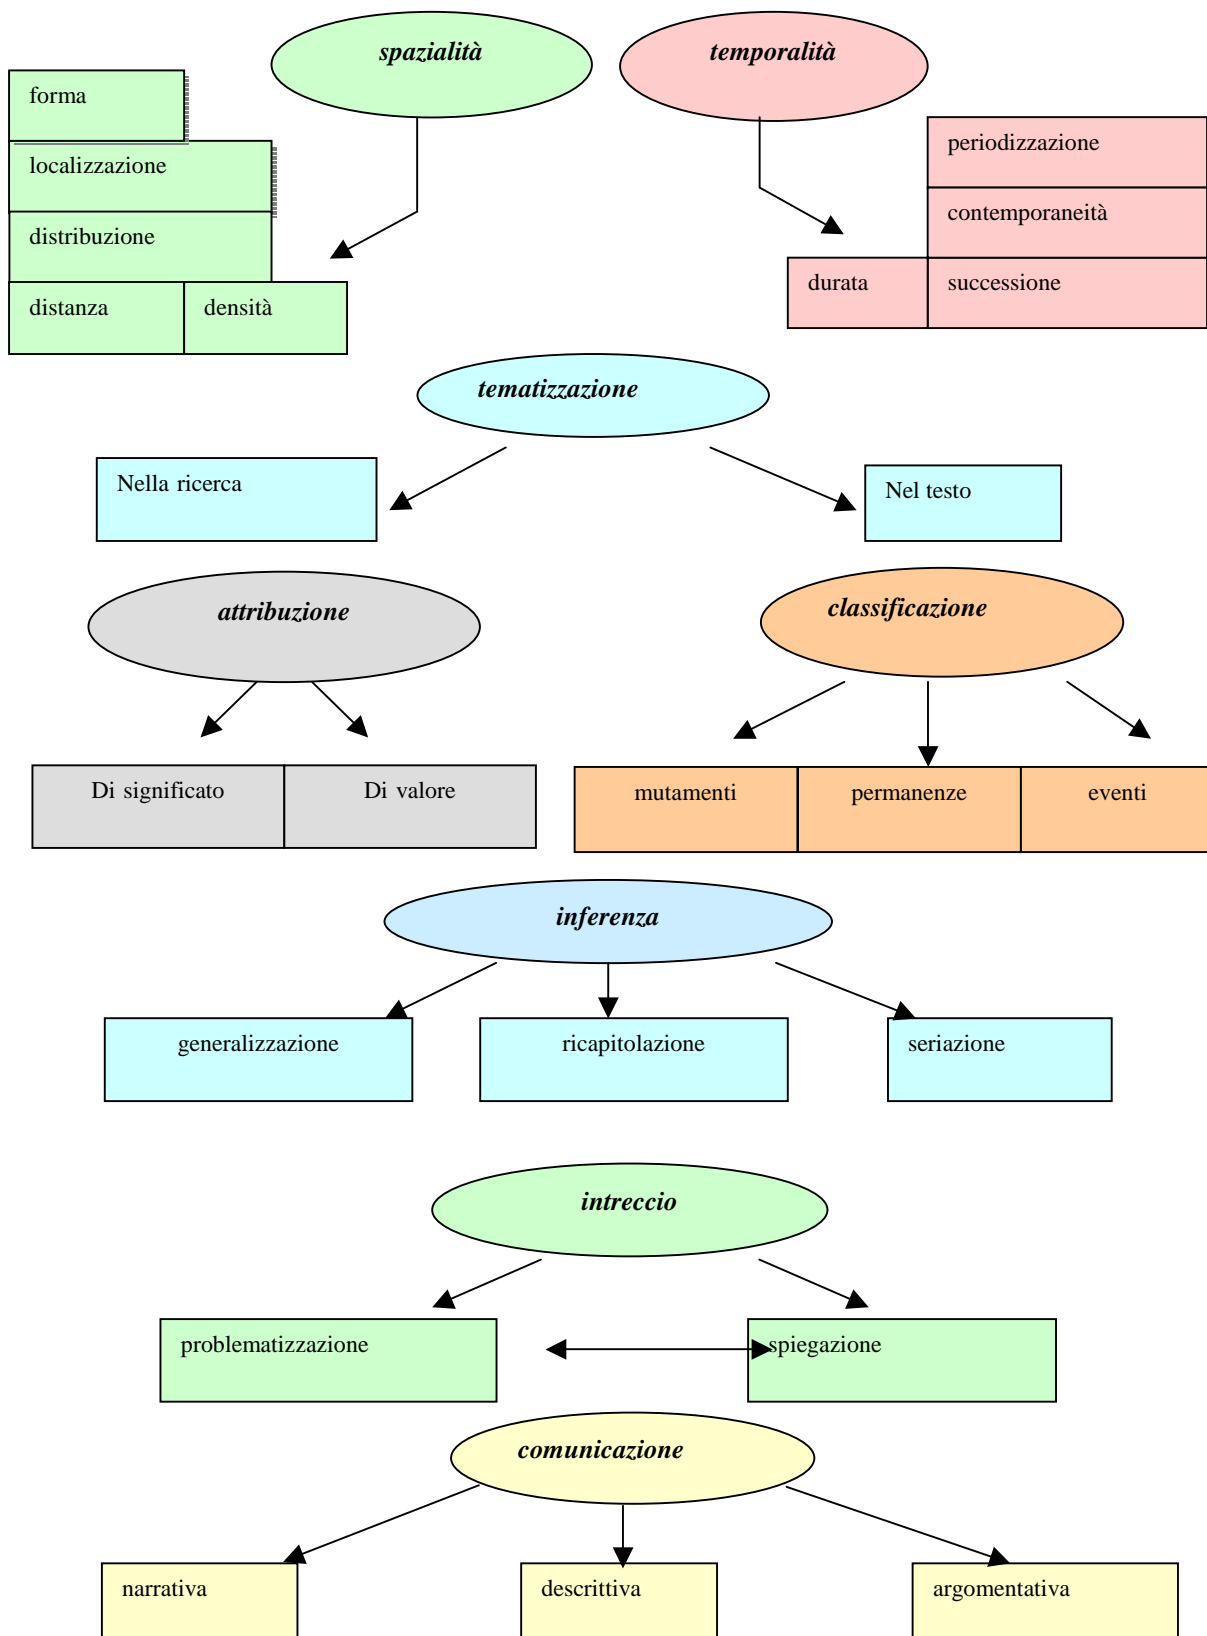 spazialità
temporalità
forma
localizzazione
distribuzione
distanza
densità
periodizzazione
contemporaneità
durata
successione
tematizzazione
Nella ricerca
Nel testo
attribuzione
classificazione
Di significato
Di valore
mutamenti
permanenze
eventi
inferenza
generalizzazione
ricapitolazione
seriazione
intreccio
problematizzazione
spiegazione
comunicazione
narrativa
descrittiva
argomentativa